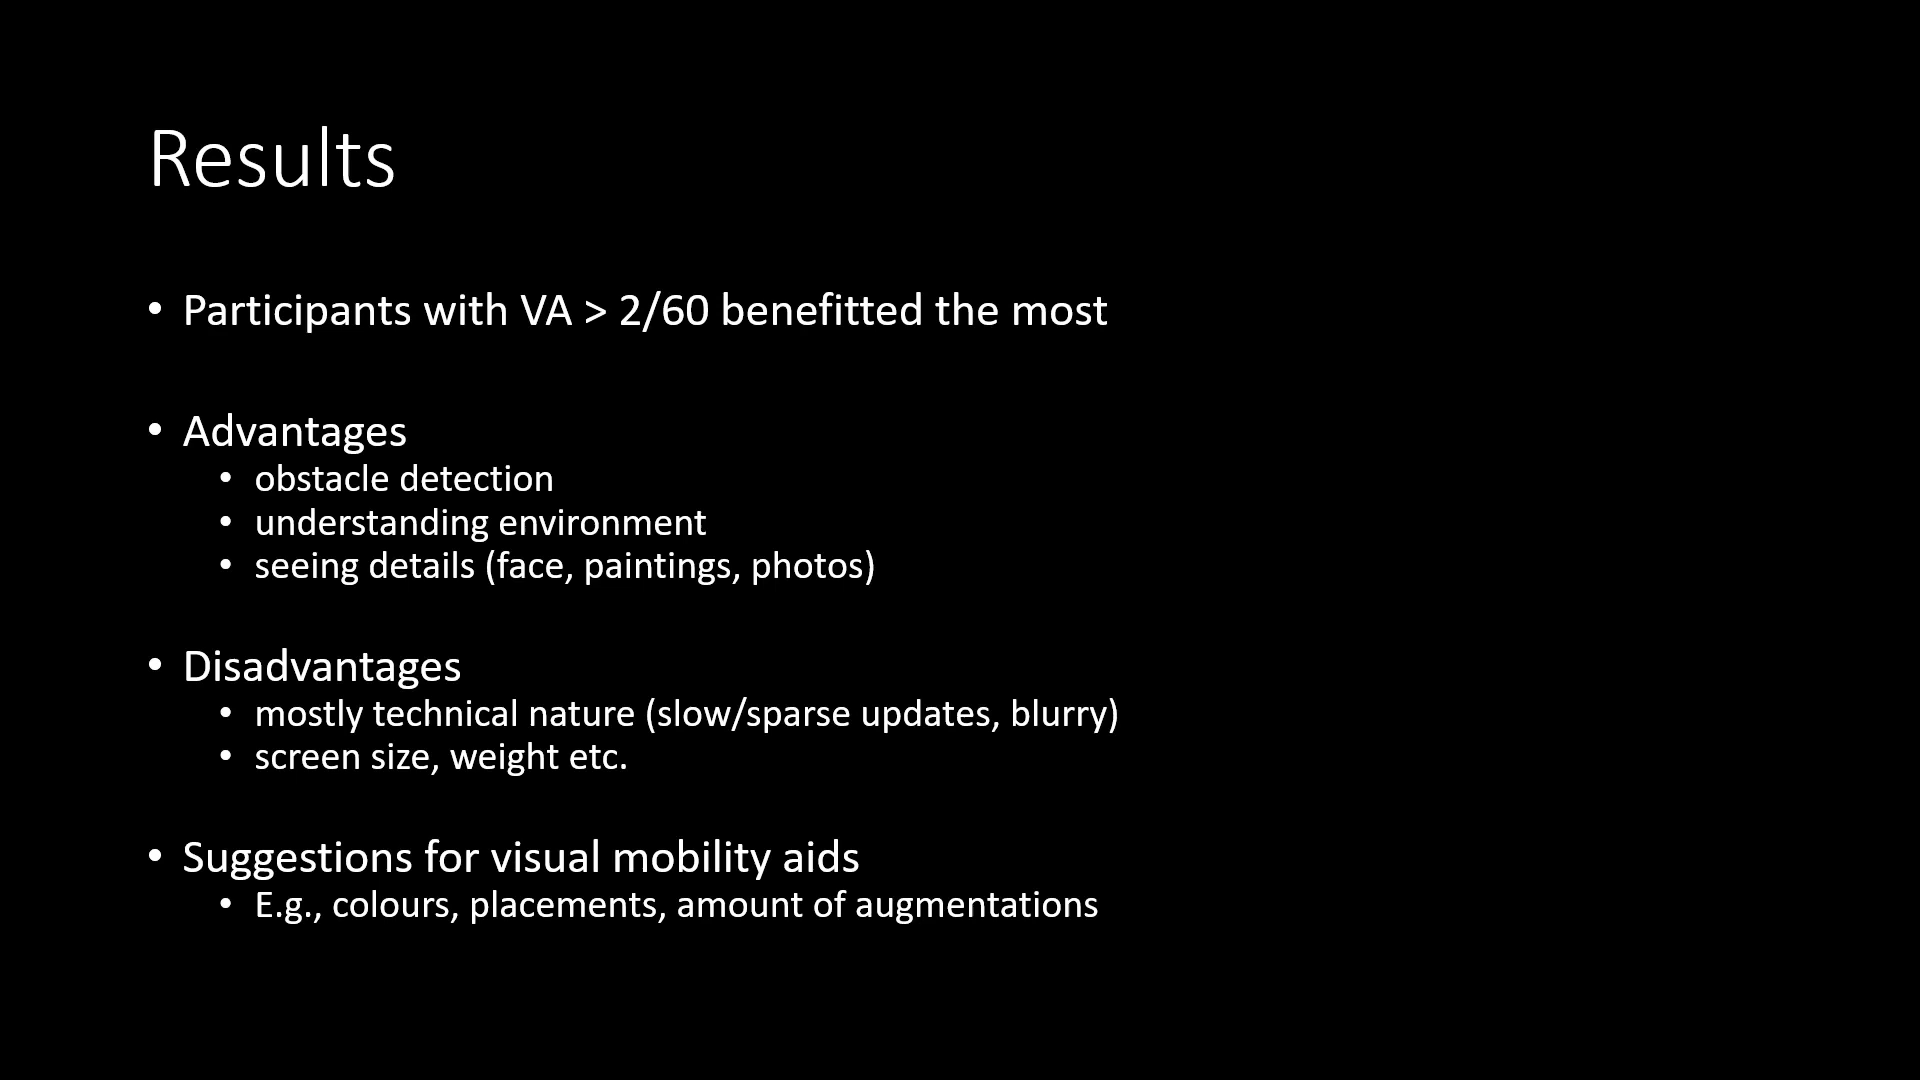 Results
• Participants with VA > 2/60 benefitted the most
• Advantages
• obstacle detection
• understanding environment
• seeing details (face, paintings, photos)
• Disadvantages
• mostly technical nature (slow/sparse updates, blurry)
• screen size, weight etc.
• Suggestions for visual mobility aids
• E.g., colours, placements, amount of augmentations